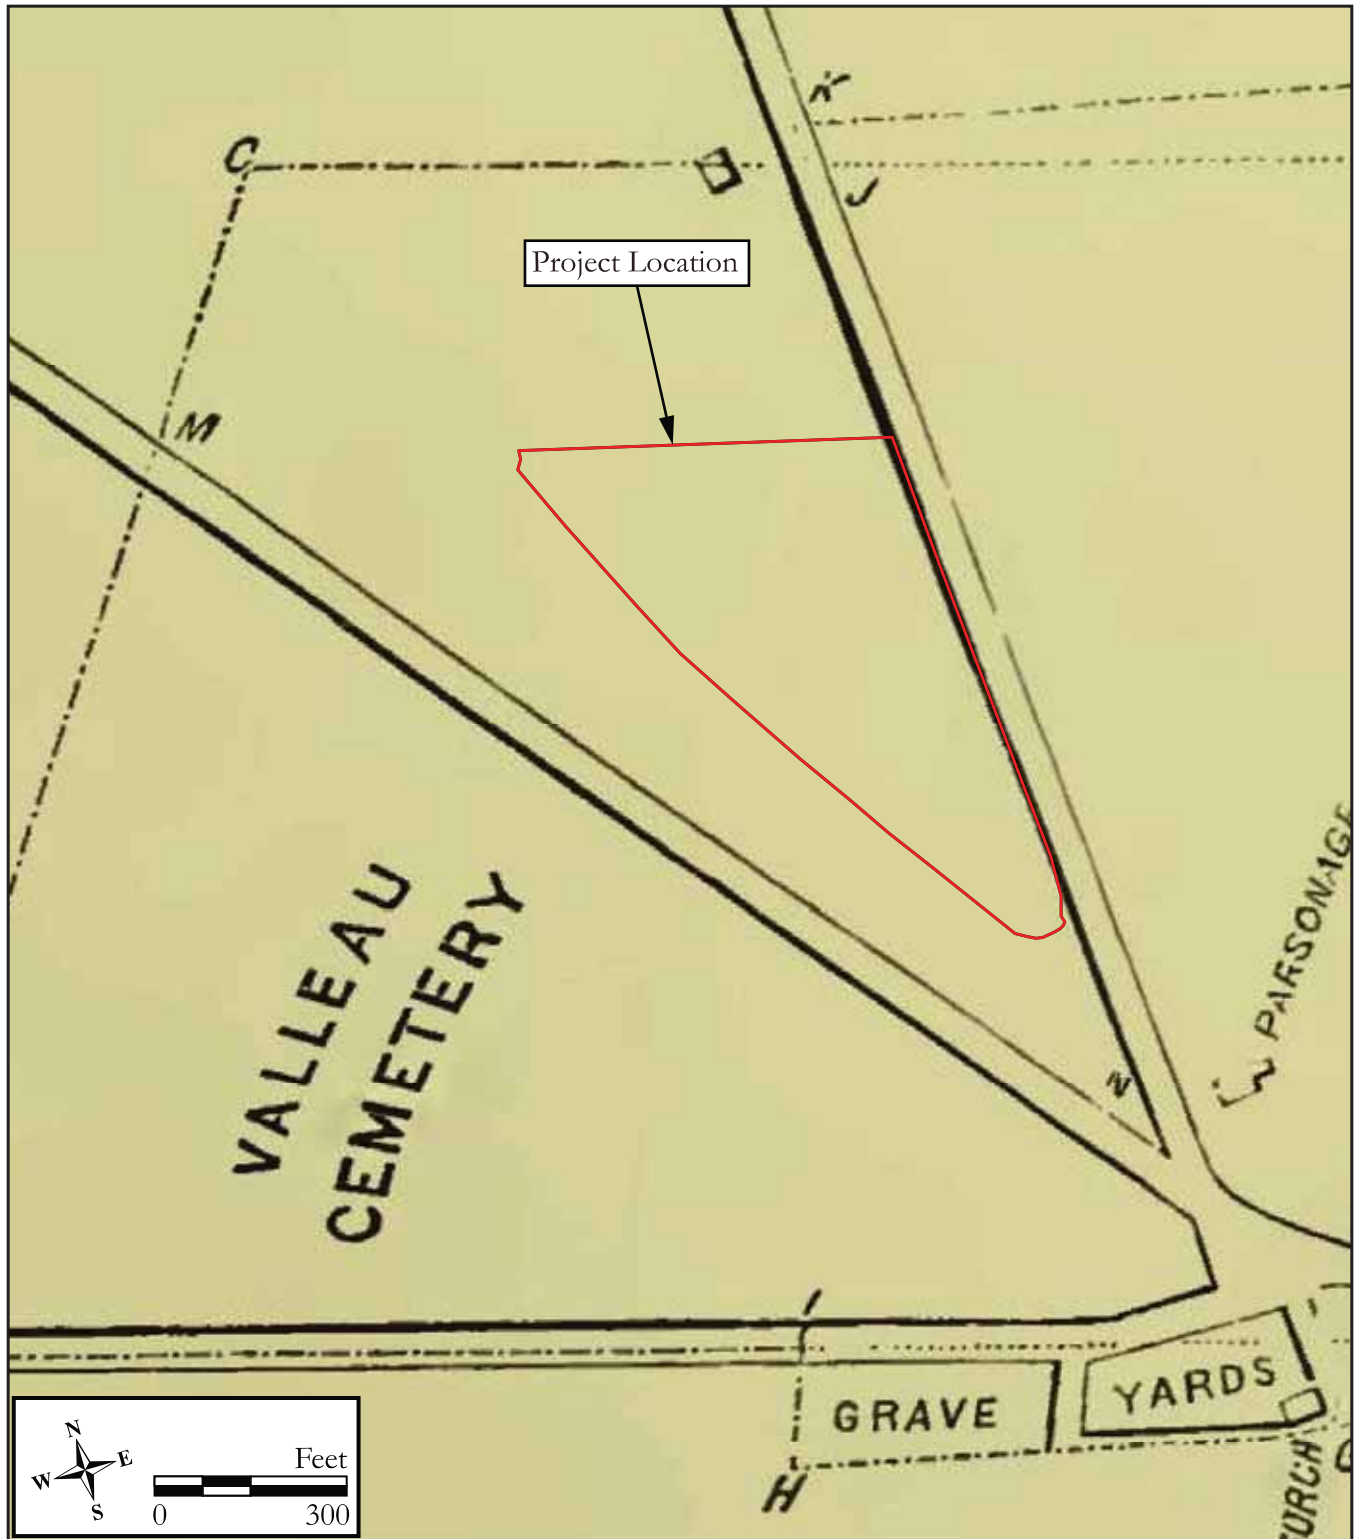 K
C
J
Project Location
M
PARSONAGE
VALLEAU
CEMETERY
N
I
GRAVE YARDS
H
N
W E
S
Feet
0 300